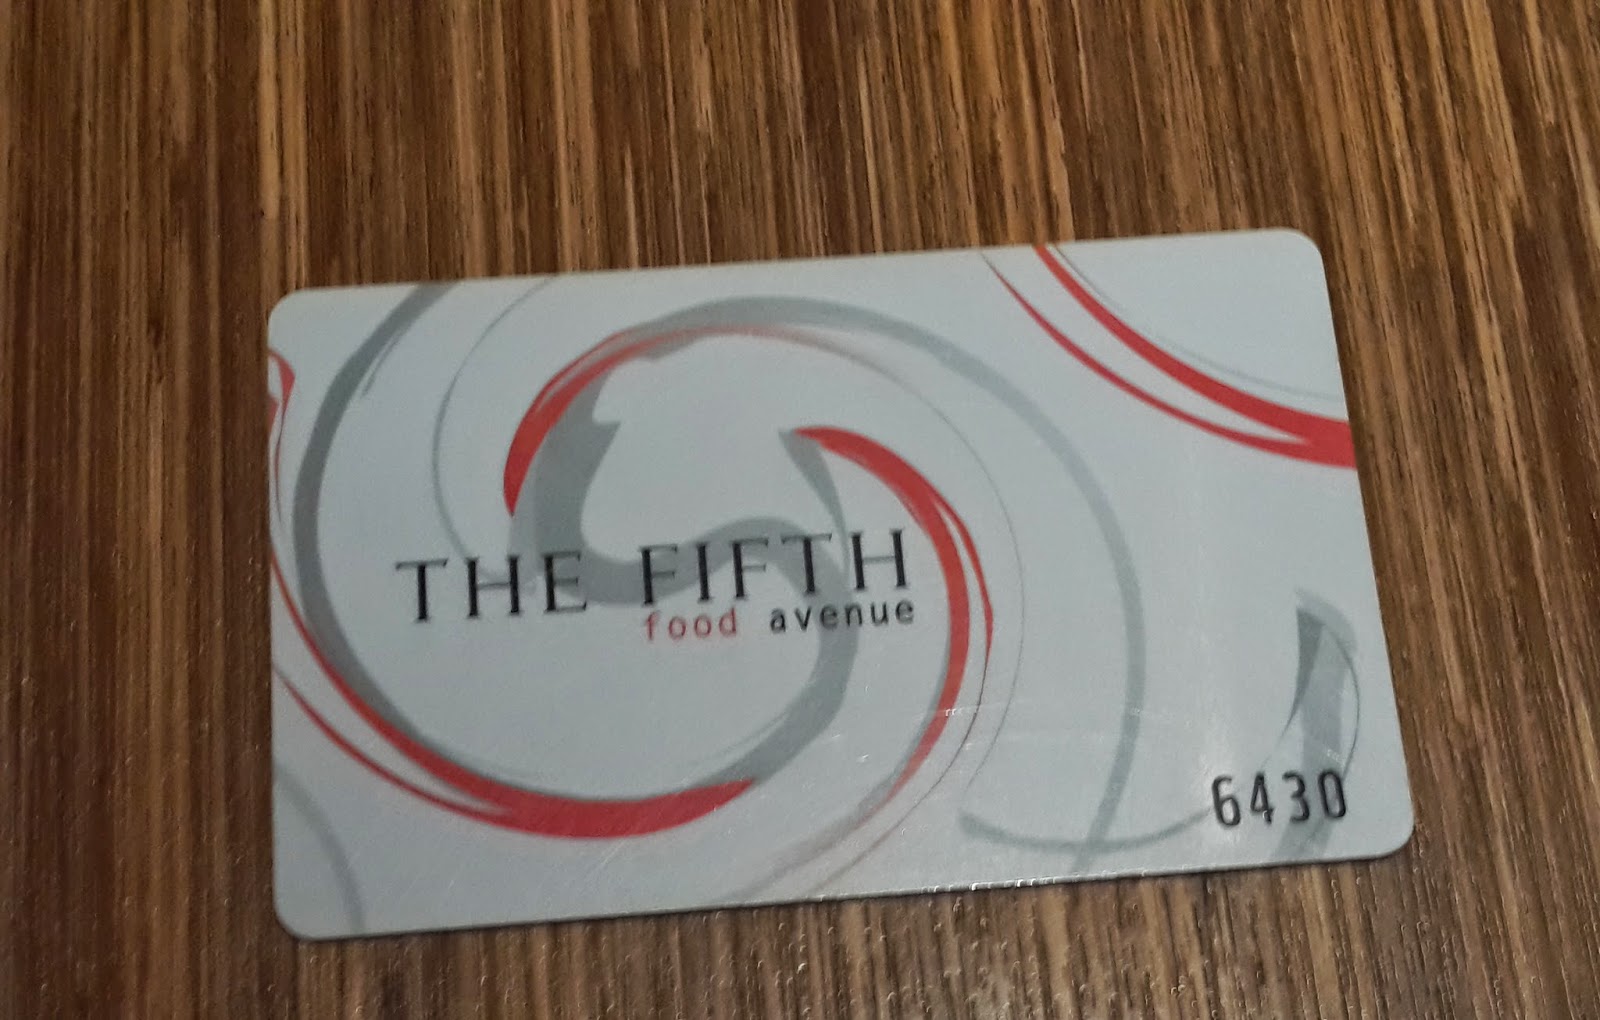 THE FIFTH
food avenue
6430